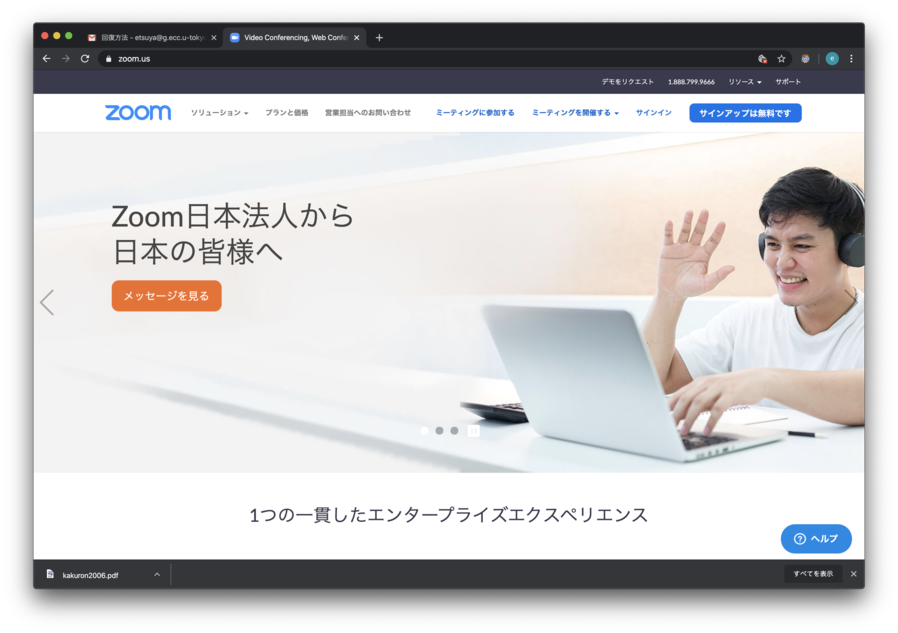 回復方法 - etsuya@g.ecc.u-toky
Video Conferencing, Web Confe
zoom.us
e
デモをリクエスト 1.888.799.9666 リソース サポート
zoom ソリューション プランと価格 営業担当へのお問い合わせ ミーティングに参加する ミーティングを開催する サインイン サインアップは無料です
Zoom日本法人から
日本の皆様へ
メッセージを見る
1つの一貫したエンタープライズエクスペリエンス
ヘルプ
kakuron2006.pdf
すべてを表示